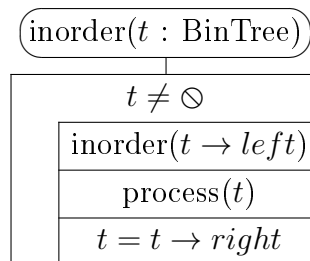 inorder(t : BinTree)
t ≠ ⦸
inorder(t → left)
process(t)
t = t → right